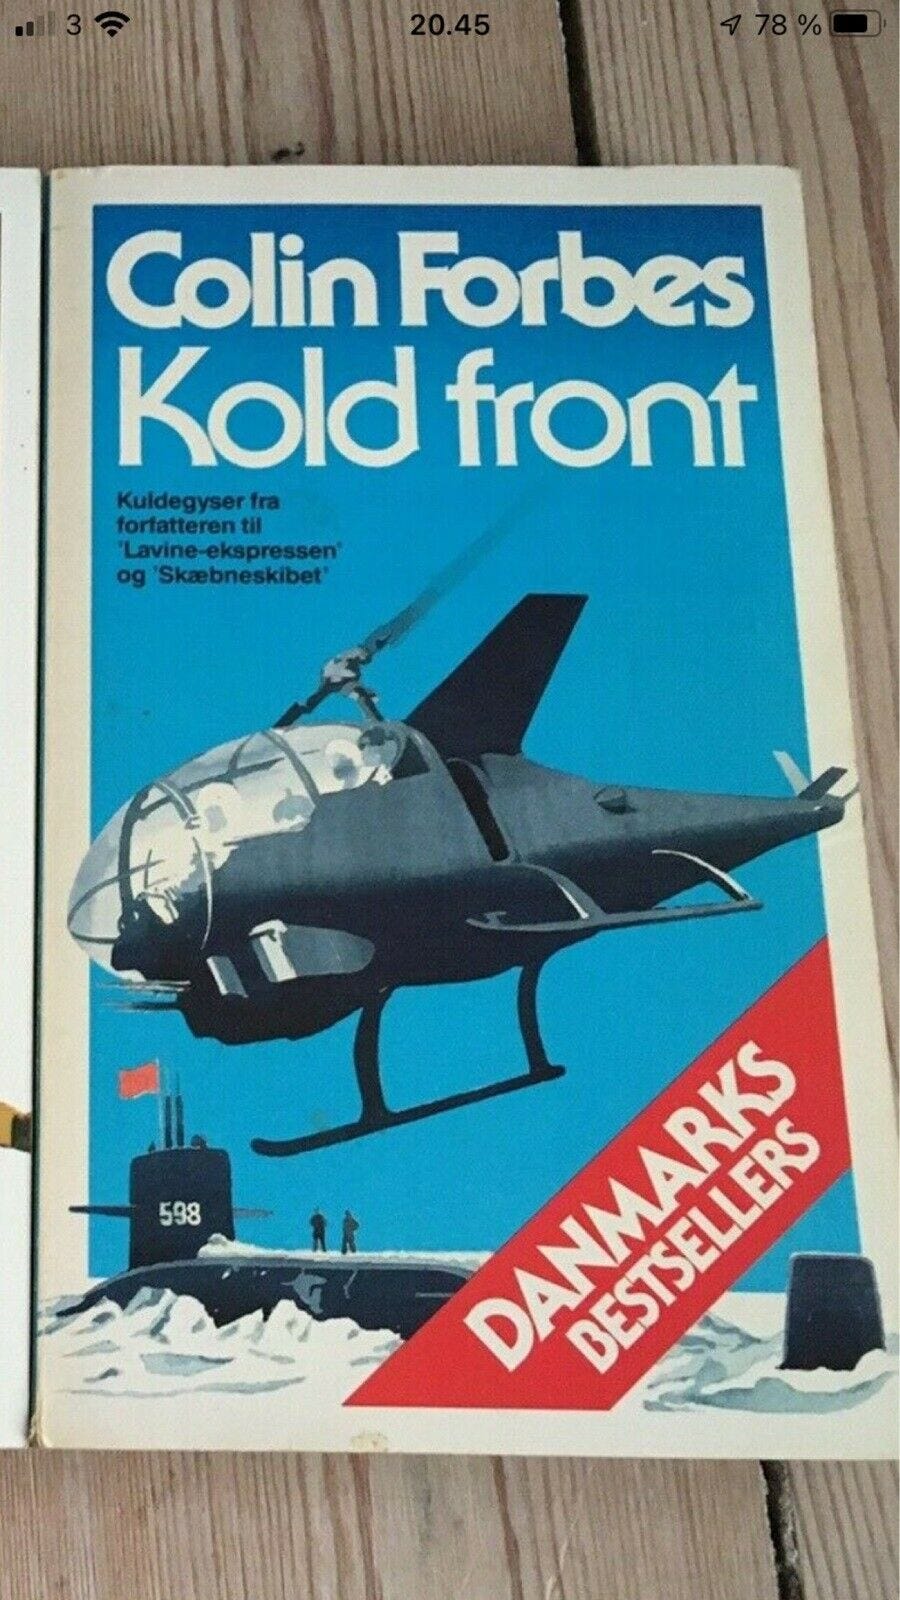 3
20.45
78 %
Colin Forbes
Kold front
Kuldegyser fra
forfatteren til
'Lavine-ekspressen'
og 'Skæbneskibet'
598
DANMARKS
BESTSELLERS